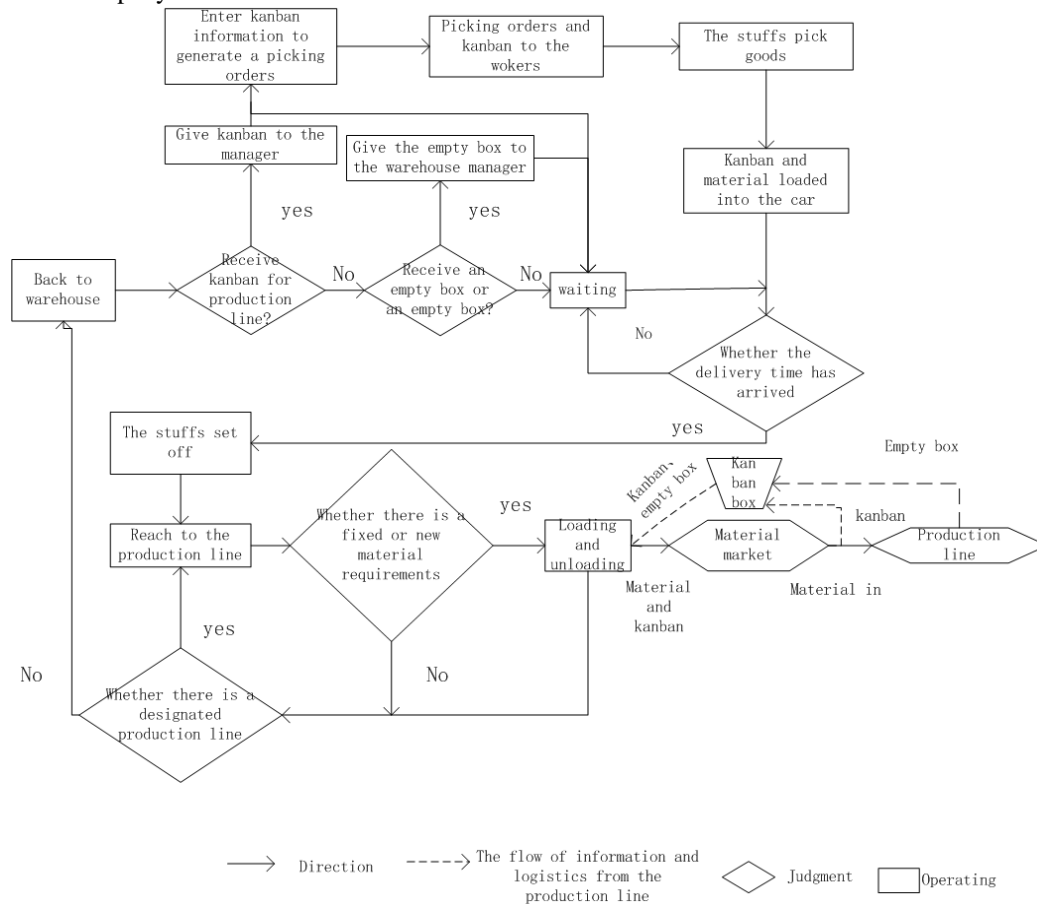 Enter kanban
information to
generate a picking
orders
Picking orders and
kanban to the
wokers
The stuffs pick
goods
Give kanban to the
manager
Give the empty box to
the warehouse manager
Kanban and
material loaded
into the car
yes
yes
Back to
warehouse
Receive
kanban for
production
line?
No
Receive an
empty box or
an empty box?
No
waiting
No
Whether the
delivery time has
arrived
yes
The stuffs set
off
Empty box
Kanban,
empty box
Kan
ban
box
Whether there is a
fixed or new
material
requirements
yes
Reach to the
production line
Loading
and
unloading
Material
market
kanban
Production
line
Material
and
kanban
Material in
yes
No
No
Whether there is a
designated
production line
Direction
The flow of information and
logistics from the
production line
Judgment
Operating